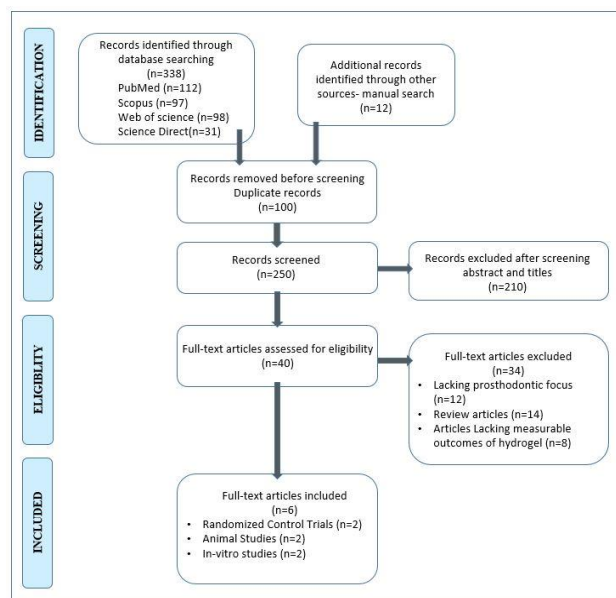 IDENTIFICATION
Records identified through
database searching
(n=338)
PubMed (n=112)
Scopus (n=97)
Web of science (n=98)
Science Direct(n=31)
Additional records
identified through other
sources- manual search
(n=12)
Records removed before screening
Duplicate records
(n=100)
SCREENING
Records screened
(n=250)
Records excluded after screening
abstract and titles
(n=210)
ELIGIBLITY
Full-text articles assessed for eligibility
(n=40)
Full-text articles excluded
(n=34)
• Lacking prosthodontic focus
(n=12)
• Review articles (n=14)
• Articles Lacking measurable
outcomes of hydrogel (n=8)
INCLUDED
Full-text articles included
(n=6)
• Randomized Control Trials (n=2)
• Animal Studies (n=2)
• In-vitro studies (n=2)